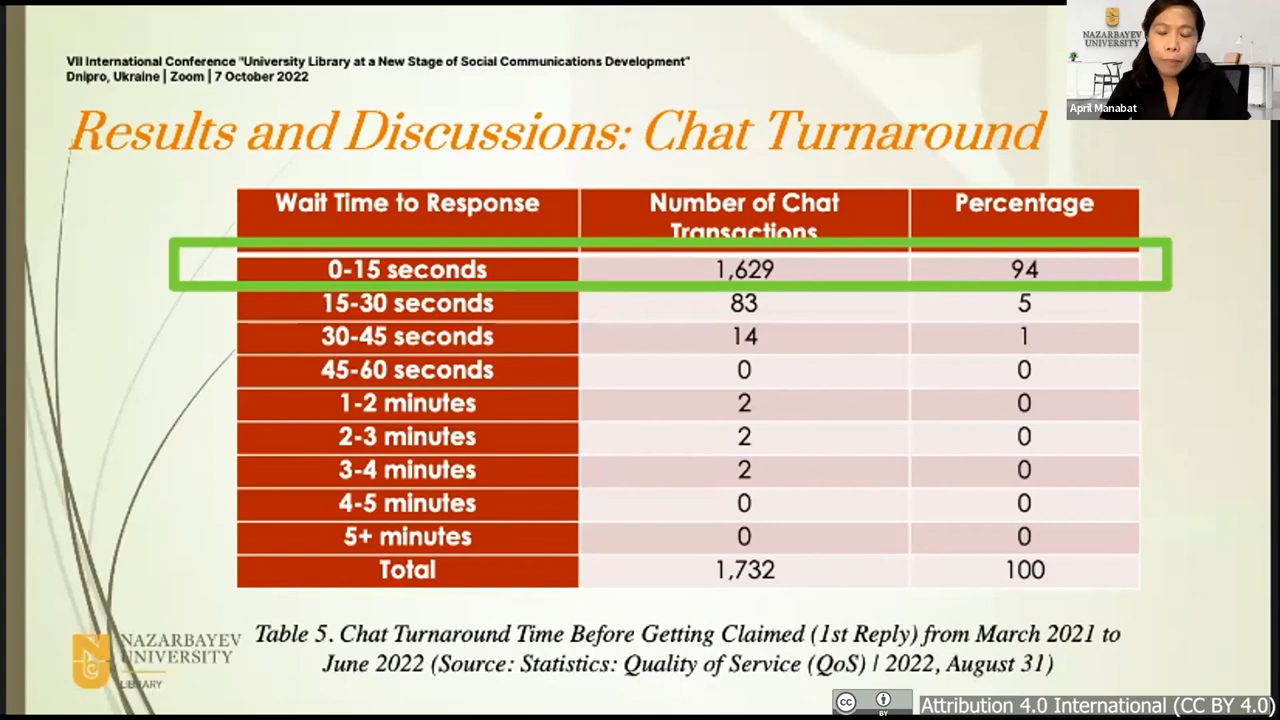 VII International Conference "University Library at a New Stage of Social Communications Development"
Dnipro, Ukraine | Zoom | 7 October 2022
NAZARBAYEV
UNIVERSITY
April Manabat
Results and Discussions: Chat Turnaround
Wait Time to Response Number of Chat Transactions Percentage
0-15 seconds 1,629 94
15-30 seconds 83 5
30-45 seconds 14 1
45-60 seconds 0 0
1-2 minutes 2 0
2-3 minutes 2 0
3-4 minutes 2 0
4-5 minutes 0 0
5+ minutes 0 0
Total 1,732 100
Table 5. Chat Turnaround Time Before Getting Claimed (1st Reply) from March 2021 to
June 2022 (Source: Statistics: Quality of Service (QoS) | 2022, August 31)
NAZARBAYEV
UNIVERSITY
LIBRARY
cc BY
Attribution 4.0 International (CC BY 4.0)